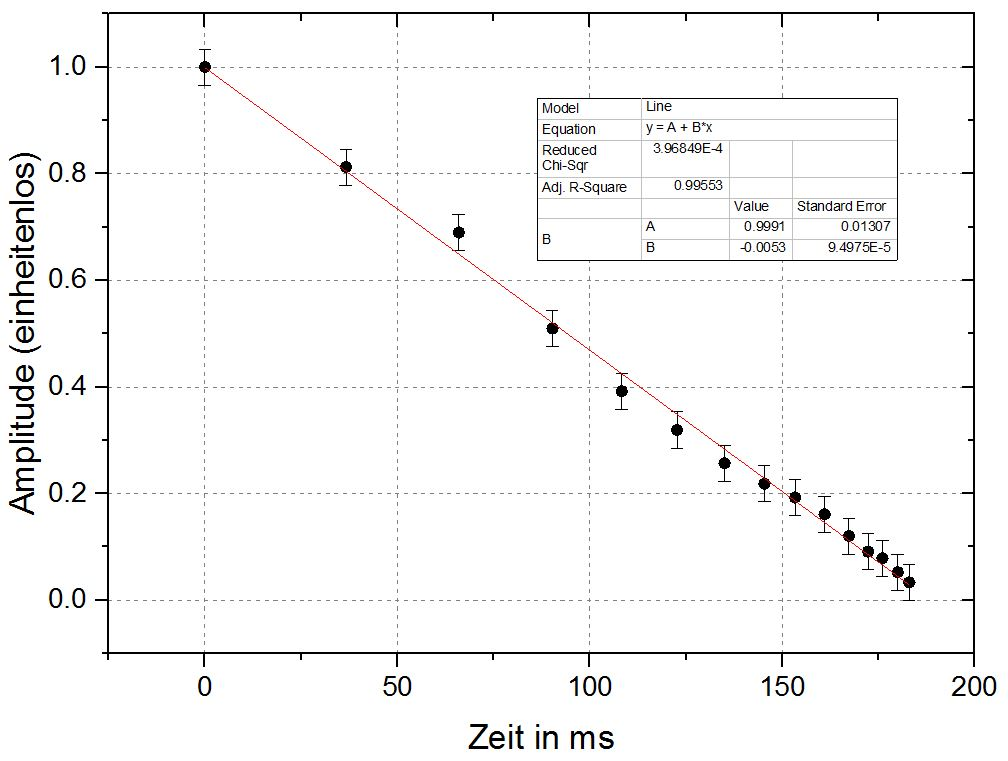 1.0
0.8
0.6
0.4
0.2
0.0
Amplitude (einheitenlos)
Model Line
Equation y = A + B*x
Reduced Chi-Sqr 3.96849E-4
Adj. R-Square 0.99553
Value Standard Error
B A 0.9991 0.01307
B -0.0053 9.4975E-5
0 50 100 150 200
Zeit in ms